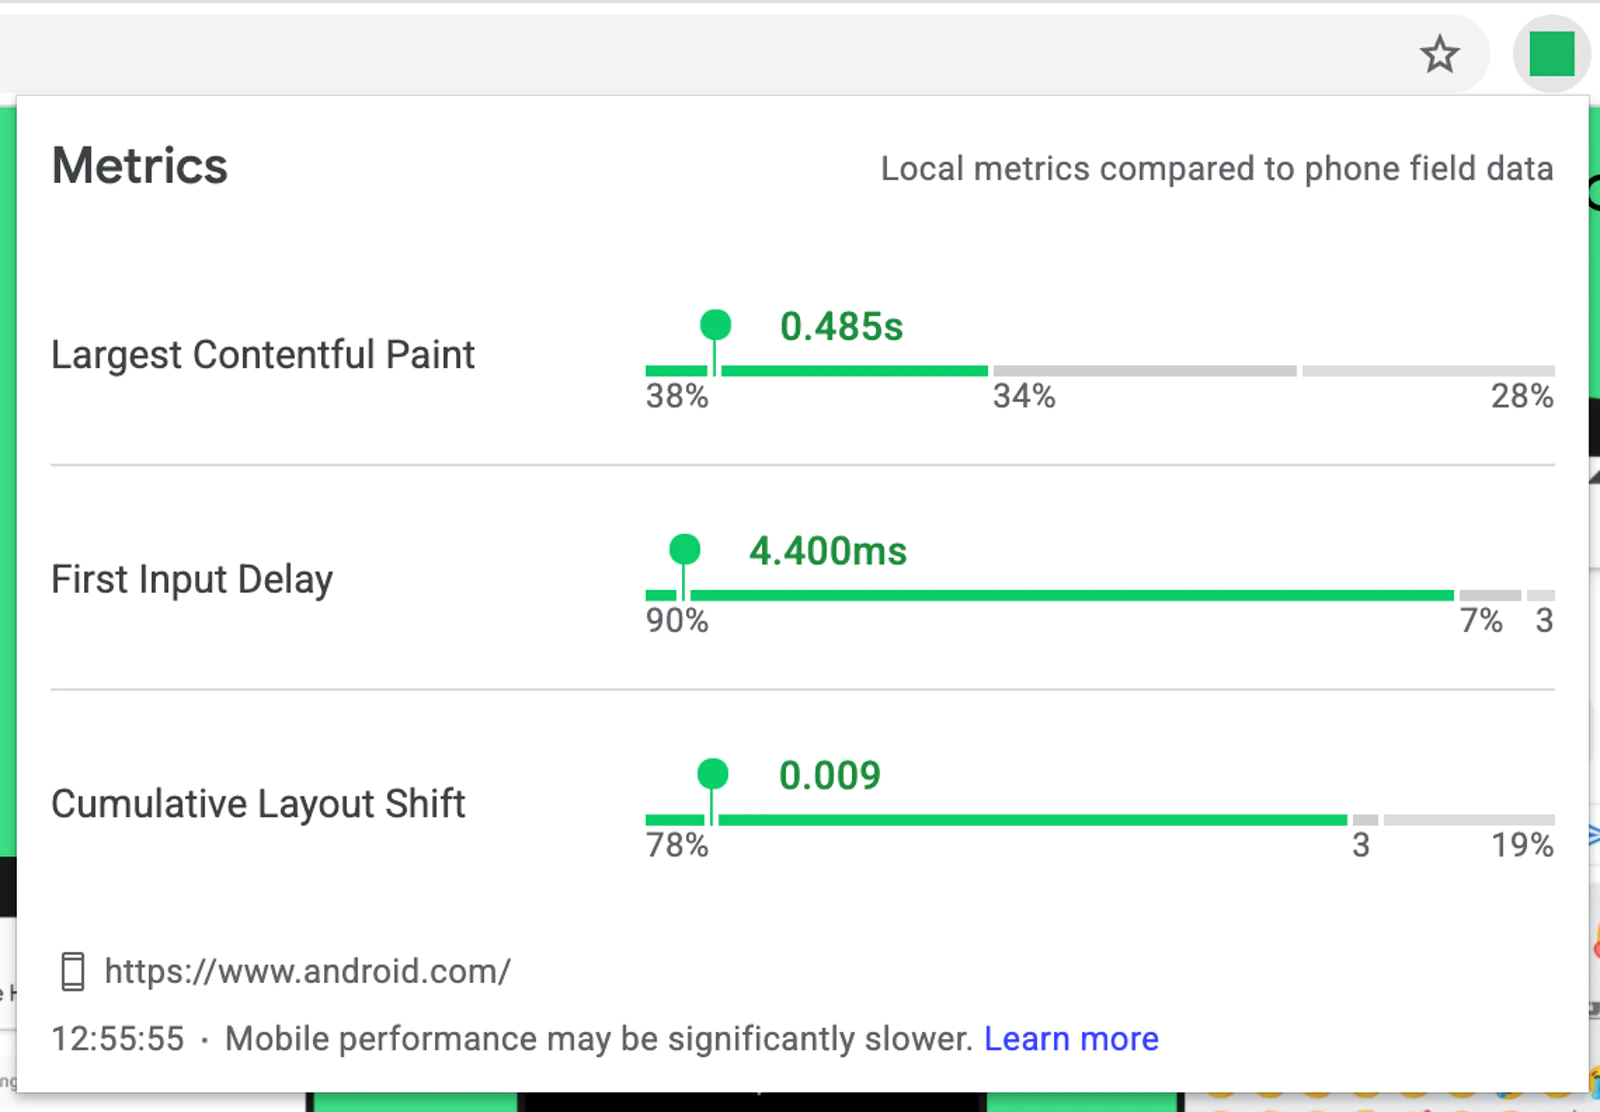 Metrics
Local metrics compared to phone field data
Largest Contentful Paint
0.485s
38% 34% 28%
First Input Delay
4.400ms
90% 7% 3
Cumulative Layout Shift
0.009
78% 3 19%
https://www.android.com/
12:55:55 · Mobile performance may be significantly slower. Learn more